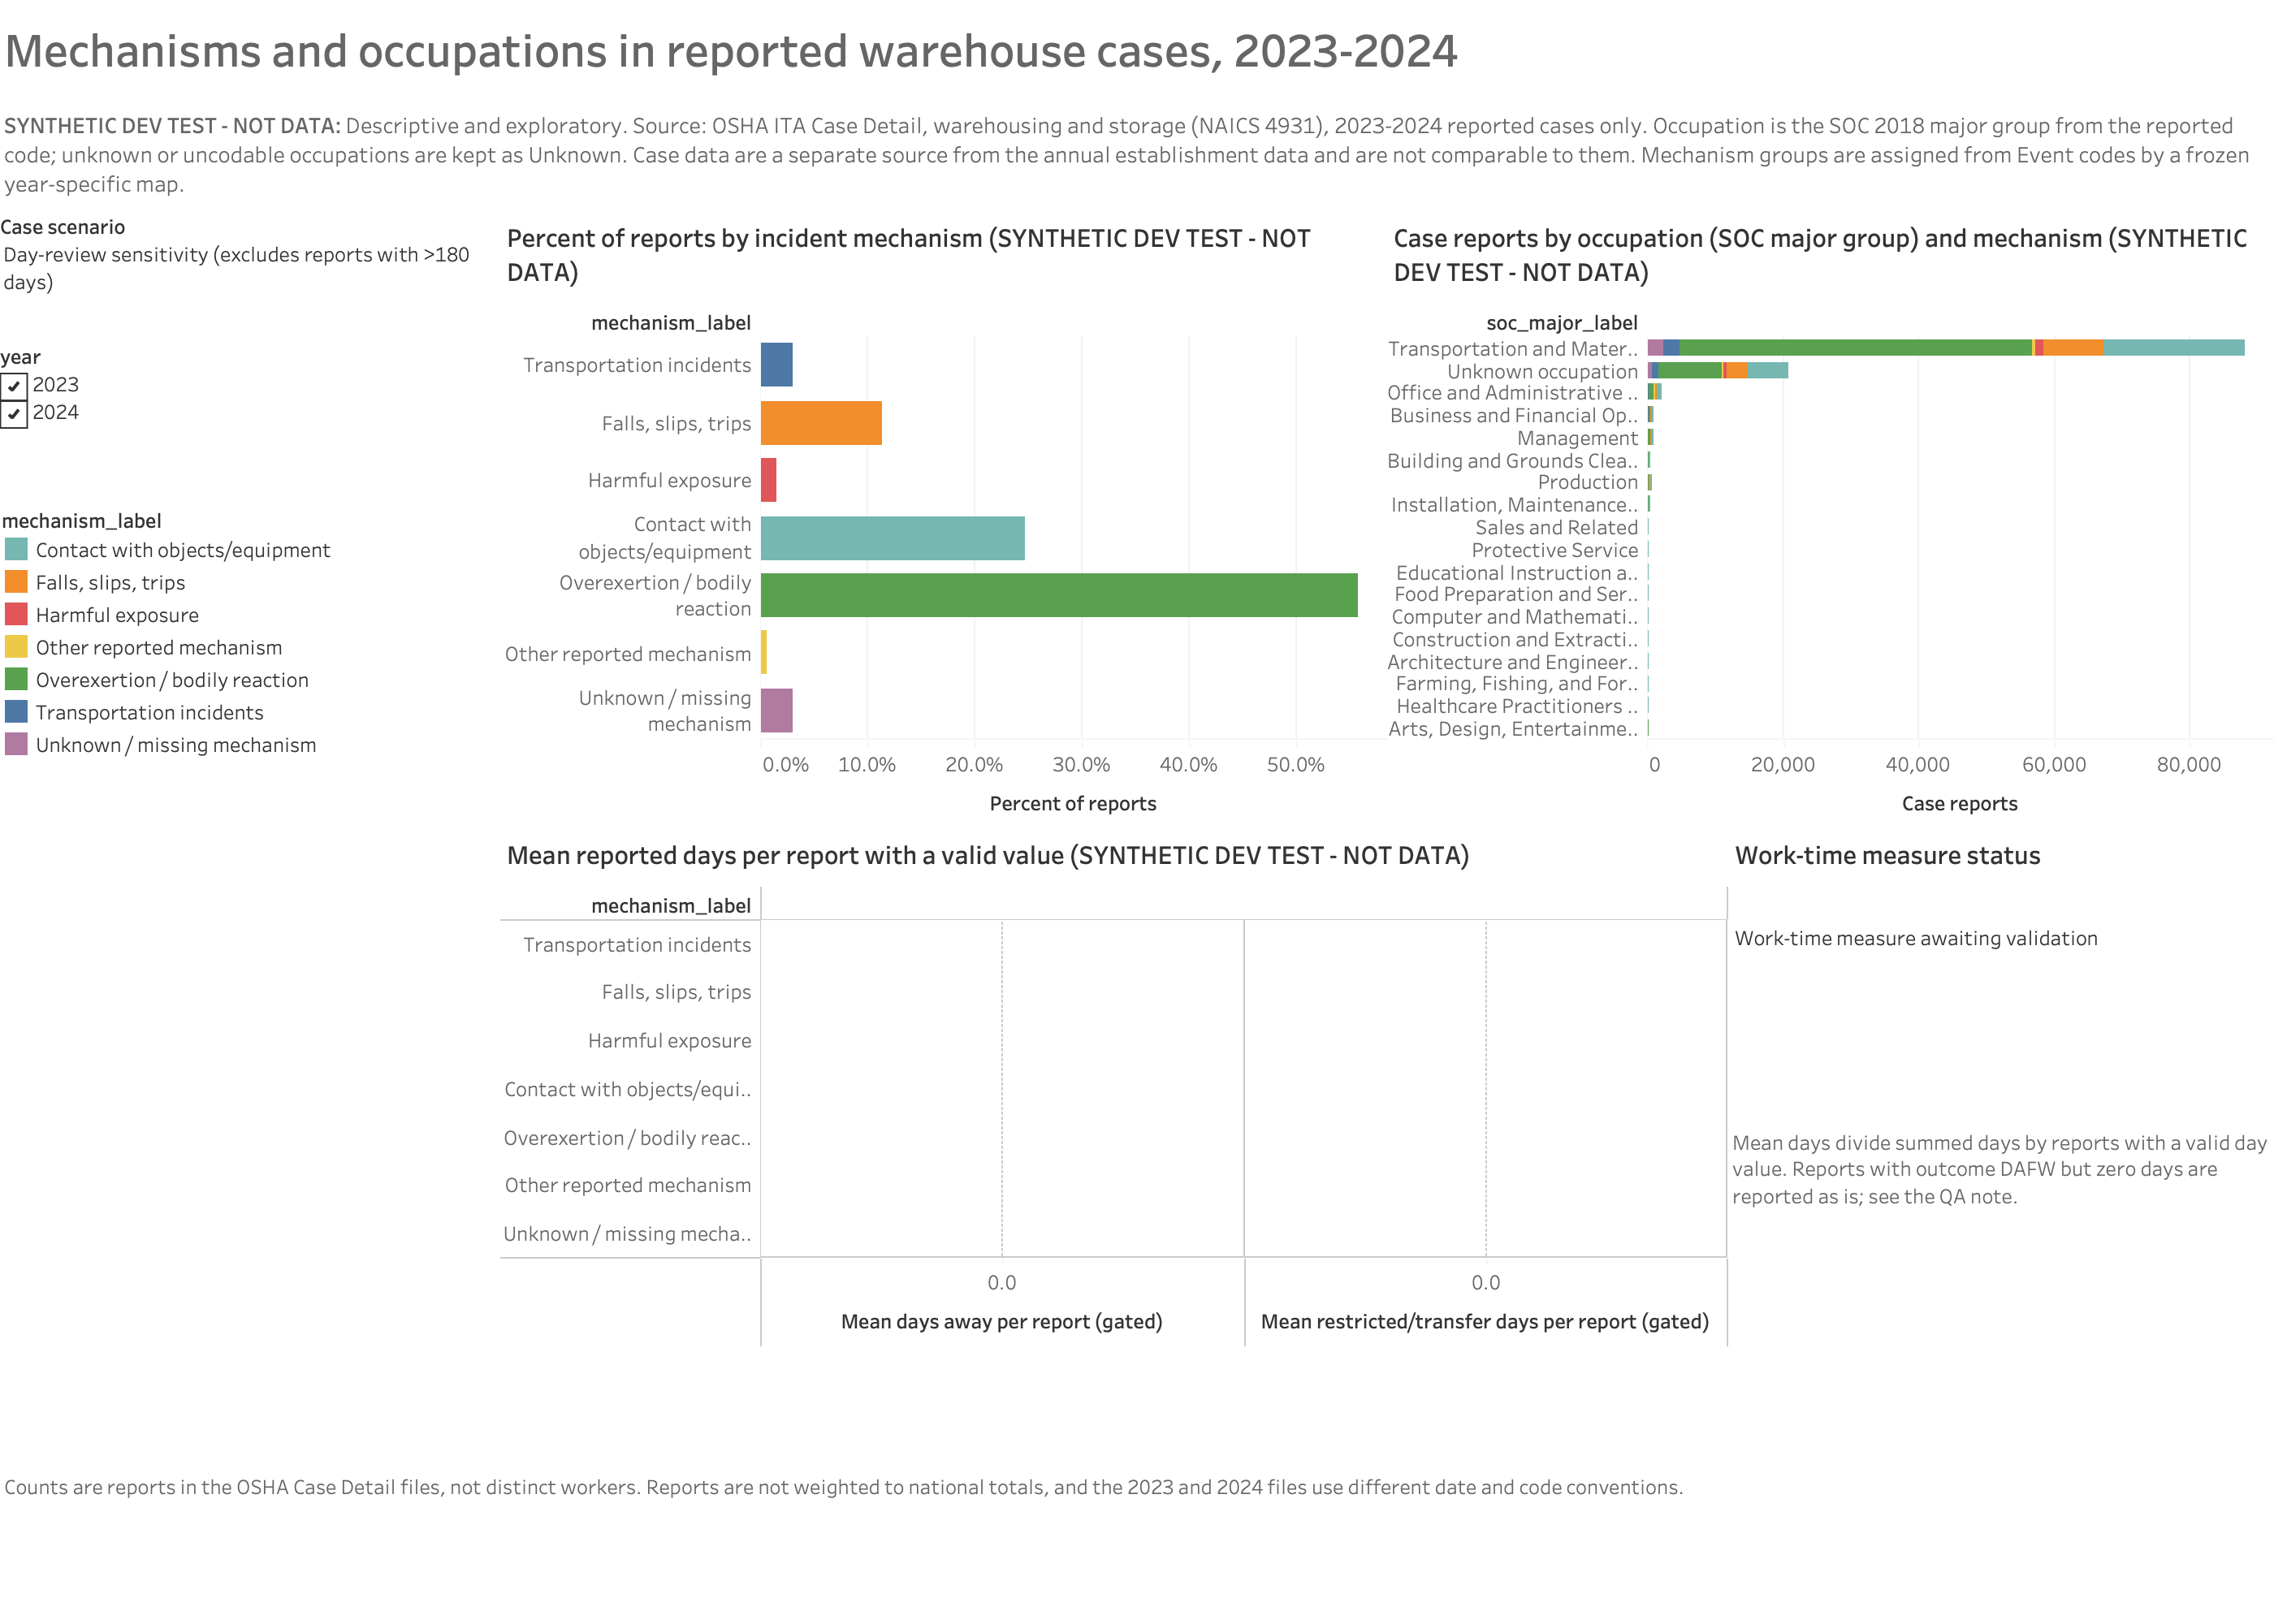 Mechanisms and occupations in reported warehouse cases, 2023-2024
SYNTHETIC DEV TEST - NOT DATA: Descriptive and exploratory. Source: OSHA ITA Case Detail, warehousing and storage (NAICS 4931), 2023-2024 reported cases only. Occupation is the SOC 2018 major group from the reported
code; unknown or uncodable occupations are kept as Unknown. Case data are a separate source from the annual establishment data and are not comparable to them. Mechanism groups are assigned from Event codes by a frozen
year-specific map.
Case scenario
Day-review sensitivity (excludes reports with >180
days)
year
2023
2024
mechanism_label
Contact with objects/equipment
Falls, slips, trips
Harmful exposure
Other reported mechanism
Overexertion / bodily reaction
Transportation incidents
Unknown / missing mechanism
Percent of reports by incident mechanism (SYNTHETIC DEV TEST - NOT
DATA)
mechanism_label
Transportation incidents
Falls, slips, trips
Harmful exposure
Contact with
objects/equipment
Overexertion / bodily
reaction
Other reported mechanism
Unknown / missing
mechanism
0.0% 10.0% 20.0% 30.0% 40.0% 50.0%
Percent of reports
Case reports by occupation (SOC major group) and mechanism (SYNTHETIC
DEV TEST - NOT DATA)
soc_major_label
Transportation and Mater..
Unknown occupation
Office and Administrative ..
Business and Financial Op..
Management
Building and Grounds Clea..
Production
Installation, Maintenance..
Sales and Related
Protective Service
Educational Instruction a..
Food Preparation and Ser..
Computer and Mathemati..
Construction and Extracti..
Architecture and Engineer..
Farming, Fishing, and For..
Healthcare Practitioners ..
Arts, Design, Entertainme..
0 20,000 40,000 60,000 80,000
Case reports
Mean reported days per report with a valid value (SYNTHETIC DEV TEST - NOT DATA)
mechanism_label
Transportation incidents
Falls, slips, trips
Harmful exposure
Contact with objects/equi..
Overexertion / bodily reac..
Other reported mechanism
Unknown / missing mecha..
0.0 0.0
Mean days away per report (gated) Mean restricted/transfer days per report (gated)
Work-time measure status
Work-time measure awaiting validation
Mean days divide summed days by reports with a valid day
value. Reports with outcome DAFW but zero days are
reported as is; see the QA note.
Counts are reports in the OSHA Case Detail files, not distinct workers. Reports are not weighted to national totals, and the 2023 and 2024 files use different date and code conventions.